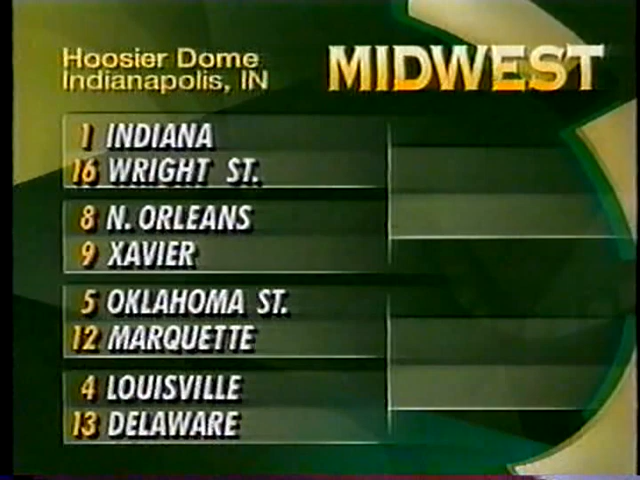 Hoosier Dome
Indianapolis, IN
MIDWEST
1 INDIANA
16 WRIGHT ST.
8 N. ORLEANS
9 XAVIER
5 OKLAHOMA ST.
12 MARQUETTE
4 LOUISVILLE
13 DELAWARE